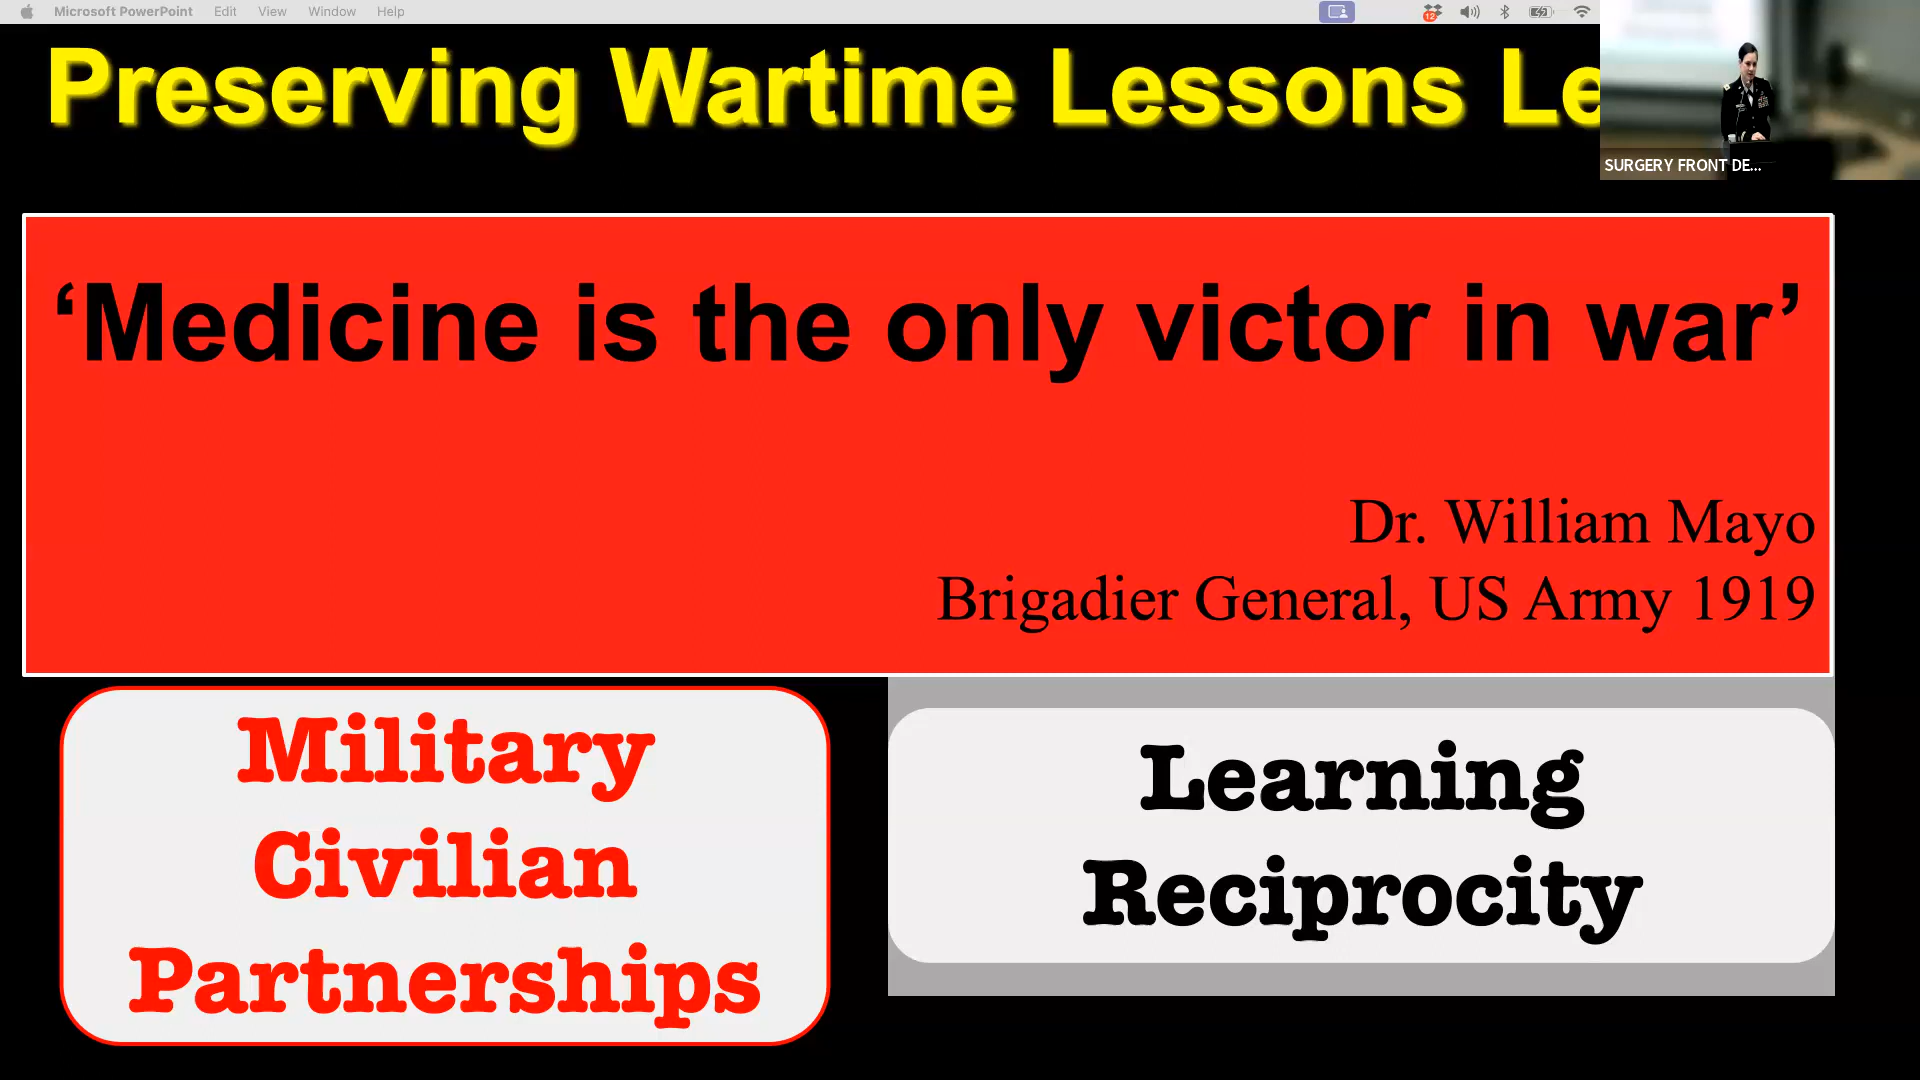 Microsoft PowerPoint Edit View Window Help
12
Preserving Wartime Lessons Le
SURGERY FRONT DE...
‘Medicine is the only victor in war’
Dr. William Mayo
Brigadier General, US Army 1919
Military
Civilian
Partnerships
Learning
Reciprocity